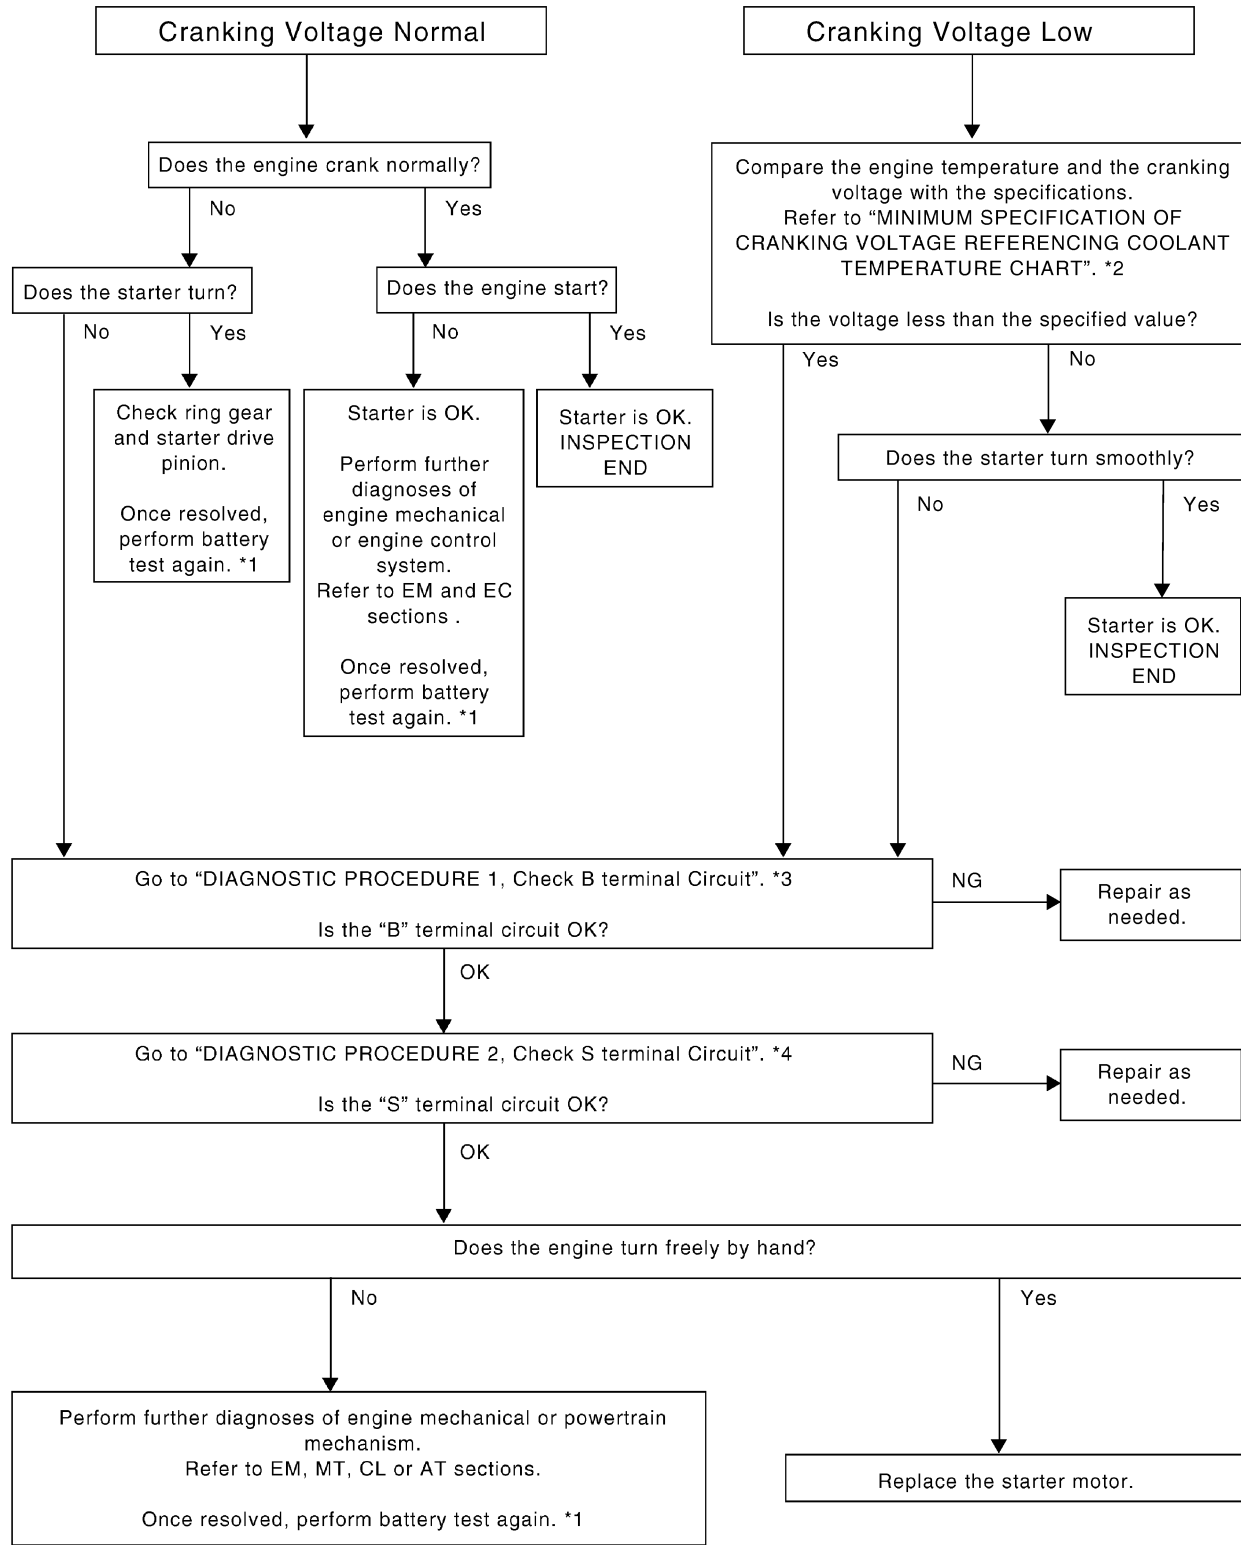 Cranking Voltage Normal
Cranking Voltage Low
Does the engine crank normally?
No
Yes
Does the starter turn?
No
Yes
Check ring gear
and starter drive
pinion.
Once resolved,
perform battery
test again. *1
Does the engine start?
No
Yes
Starter is OK.
Perform further
diagnoses of
engine mechanical
or engine control
system.
Refer to EM and EC
sections .
Once resolved,
perform battery
test again. *1
Starter is OK.
INSPECTION
END
Compare the engine temperature and the cranking
voltage with the specifications.
Refer to “MINIMUM SPECIFICATION OF
CRANKING VOLTAGE REFERENCING COOLANT
TEMPERATURE CHART”. *2
Is the voltage less than the specified value?
Yes
No
Does the starter turn smoothly?
No
Yes
Starter is OK.
INSPECTION
END
Go to “DIAGNOSTIC PROCEDURE 1, Check B terminal Circuit”. *3
Is the “B” terminal circuit OK?
NG
Repair as
needed.
OK
Go to “DIAGNOSTIC PROCEDURE 2, Check S terminal Circuit”. *4
Is the “S” terminal circuit OK?
NG
Repair as
needed.
OK
Does the engine turn freely by hand?
No
Yes
Perform further diagnoses of engine mechanical or powertrain
mechanism.
Refer to EM, MT, CL or AT sections.
Once resolved, perform battery test again. *1
Replace the starter motor.